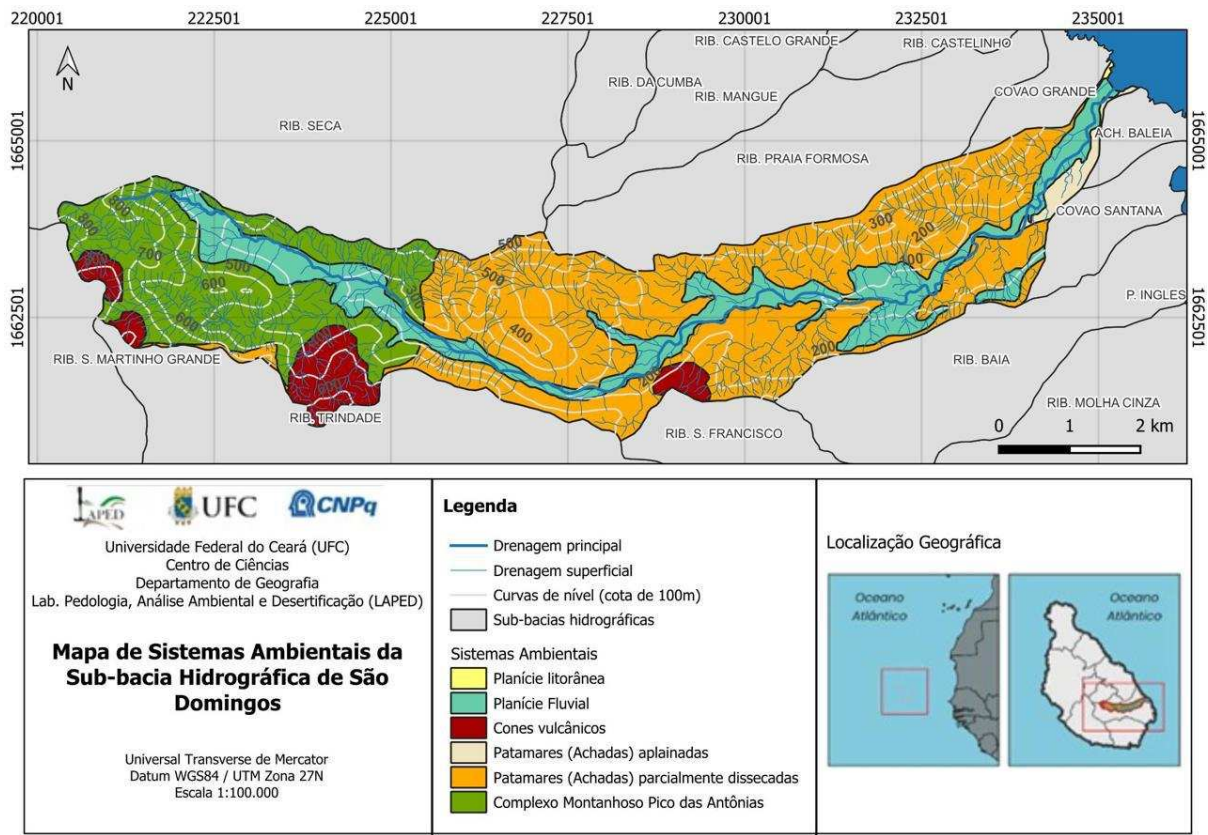 220001 222501 225001 227501 230001 232501 235001
N
RIB. CASTELO GRANDE
RIB. CASTELINHO
RIB. DA CUMBA
RIB. MANGUE
COVAO GRANDE
RIB. SECA
1665001
1665001
ACH. BALEIA
RIB. PRAIA FORMOSA
COVAO SANTANA
800
800
700
500
600
600
300
500
500
400
300
200
100
200
400
600
1662501
1662501
P. INGLES
RIB. S. MARTINHO GRANDE
RIB. BAIA
RIB. TRINDADE
RIB. S. FRANCISCO
RIB. MOLHA CINZA
0 1 2 km
LAPED
UFC
CNPq
Universidade Federal do Ceará (UFC)
Centro de Ciências
Departamento de Geografia
Lab. Pedologia, Análise Ambiental e Desertificação (LAPED)
Mapa de Sistemas Ambientais da
Sub-bacia Hidrográfica de São
Domingos
Universal Transverse de Mercator
Datum WGS84 / UTM Zona 27N
Escala 1:100.000
Legenda
Drenagem principal
Drenagem superficial
Curvas de nível (cota de 100m)
Sub-bacias hidrográficas
Sistemas Ambientais
Planície litorânea
Planície Fluvial
Cones vulcânicos
Patamares (Achadas) aplainadas
Patamares (Achadas) parcialmente dissecadas
Complexo Montanhoso Pico das Antônias
Localização Geográfica
Oceano
Atlântico
Oceano
Atlântico